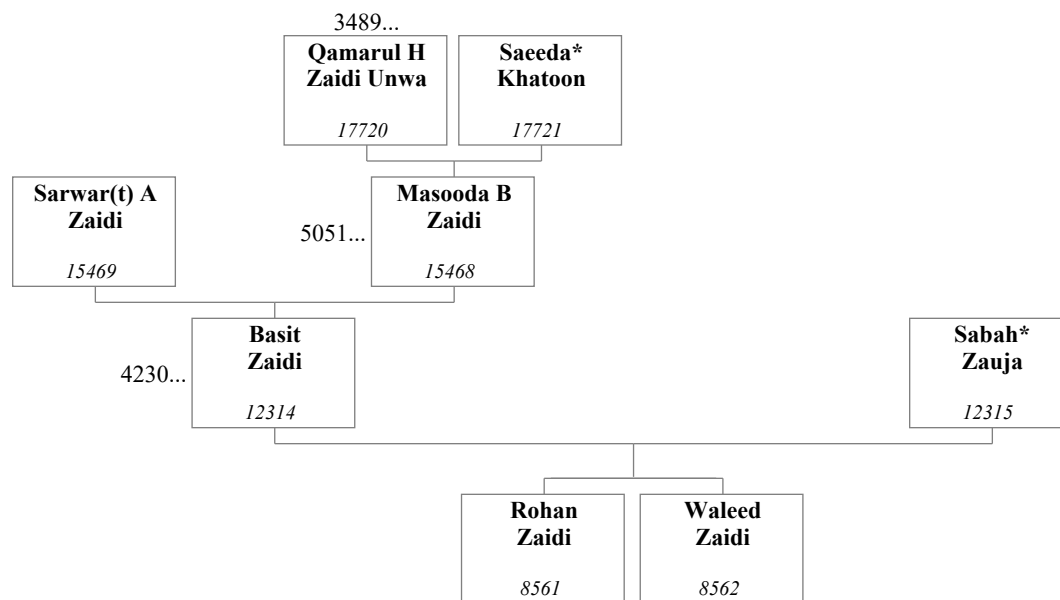 3489...
Qamarul H
Zaidi Unwa
17720
Saeeda*
Khatoon
17721
Sarwar(t) A
Zaidi
15469
5051...
Masooda B
Zaidi
15468
4230...
Basit
Zaidi
12314
Sabah*
Zauja
12315
Rohan
Zaidi
8561
Waleed
Zaidi
8562